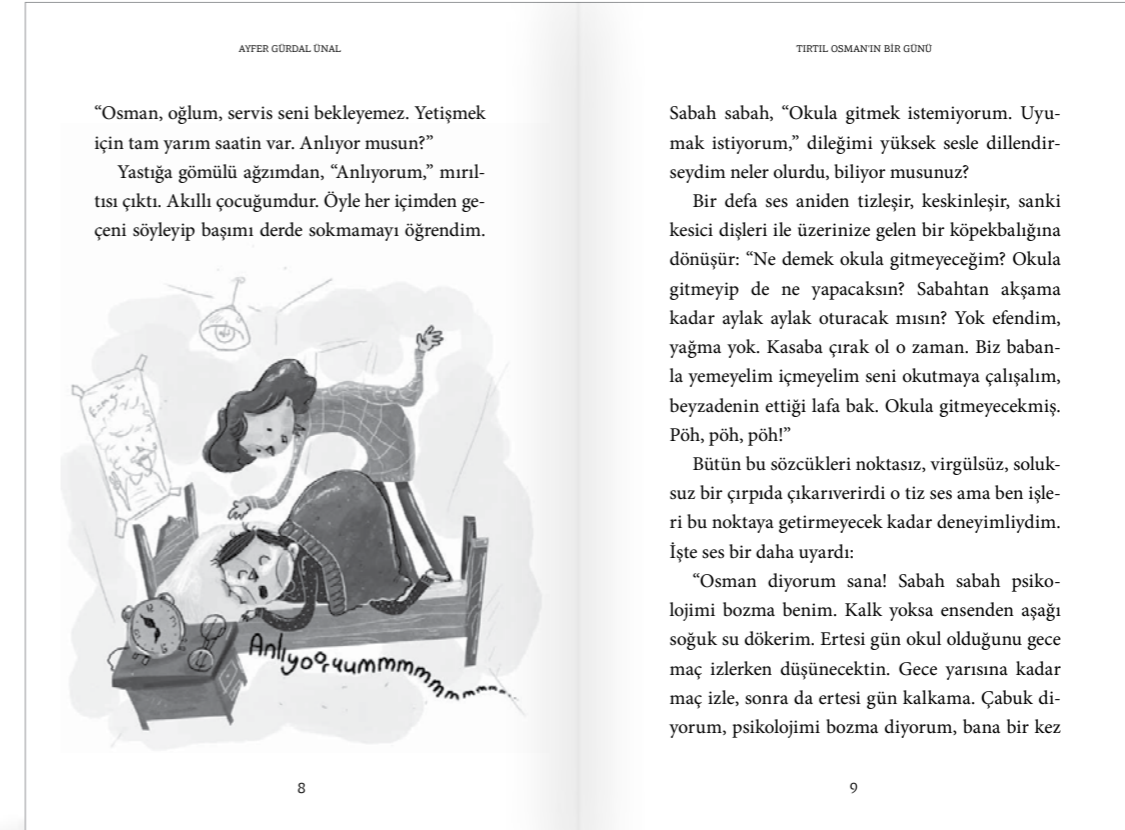 AYFER GÜRDAL ÜNAL
“Osman, oğlum, servis seni bekleyemez. Yetişmek
için tam yarım saatin var. Anlıyor musun?”
Yastığa gömülü ağzımdan, “Anlıyorum,” mırıl-
tısı çıktı. Akıllı çocuğumdur. Öyle her içimden ge-
çeni söyleyip başımı derde sokmamayı öğrendim.
Anlıyooruummmmmmmmmmm
8
TIRTIL OSMAN'IN BİR GÜNÜ
Sabah sabah, “Okula gitmek istemiyorum. Uyu-
mak istiyorum,” dileğimi yüksek sesle dillendir-
seydim neler olurdu, biliyor musunuz?
Bir defa ses aniden tizleşir, keskinleşir, sanki
kesici dişleri ile üzerinize gelen bir köpekbalığına
dönüşür: “Ne demek okula gitmeyeceğim? Okula
gitmeyip de ne yapacaksın? Sabahtan akşama
kadar aylak aylak oturacak mısın? Yok efendim,
yağma yok. Kasaba çırak ol o zaman. Biz baban-
la yemeyelim içmeyelim seni okutmaya çalışalım,
beyzadenin ettiği lafa bak. Okula gitmeyecekmiş.
Pöh, pöh, pöh!”
Bütün bu sözcükleri noktasız, virgülsüz, soluk-
suz bir çırpıda çıkarıverirdi o tiz ses ama ben işle-
ri bu noktaya getirmeyecek kadar deneyimliydim.
İşte ses bir daha uyardı:
“Osman diyorum sana! Sabah sabah psiko-
lojimi bozma benim. Kalk yoksa ensenden aşağı
soğuk su dökerim. Ertesi gün okul olduğunu gece
maç izlerken düşünecektin. Gece yarısına kadar
maç izle, sonra da ertesi gün kalkama. Çabuk di-
yorum, psikolojimi bozma diyorum, bana bir kez
9